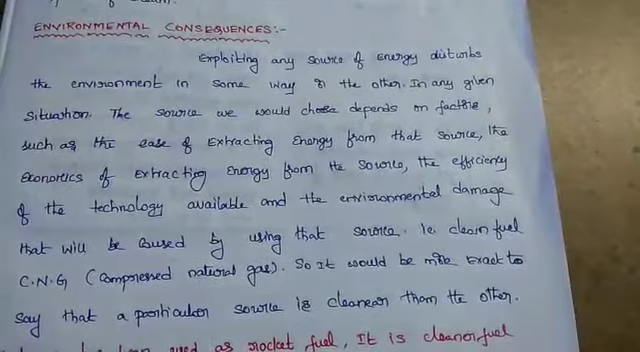 ENVIRONMENTAL CONSEQUENCES:-
Exploiting any source of energy disturbs
the environment in some way or the other. In any given
situation. The source we would choose depends on factors,
such as the ease of Extracting Energy from that source, the
Economics of Extracting Energy from the source, the efficiency
of the technology available and the environmental damage
that will be caused by using that source. ie. clean fuel
C.N.G (compressed natural gas). So it would be more Exact to
say that a particular source is cleaner than the other.
used as rocket fuel, It is cleaner fuel